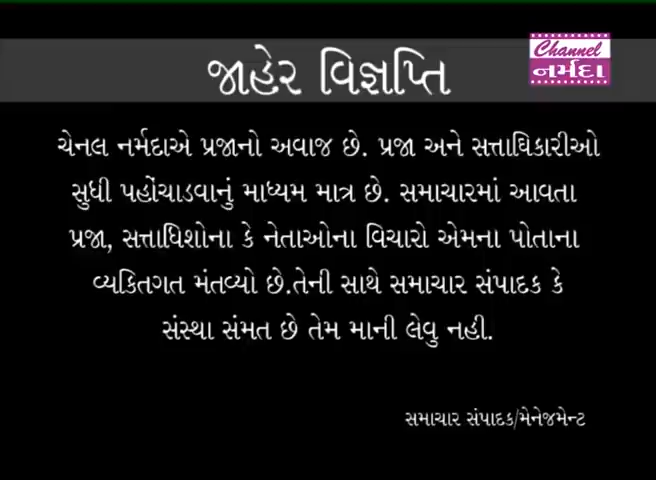 Channel
નર્મદા
જાહેર વિજ્ઞપ્તિ
ચેનલ નર્મદાએ પ્રજાનો અવાજ છે. પ્રજા અને સત્તાધિકારીઓ
સુધી પહોંચાડવાનું માધ્યમ માત્ર છે. સમાચારમાં આવતા
પ્રજા, સત્તાધિશોના કે નેતાઓના વિચારો એમના પોતાના
વ્યકિતગત મંતવ્યો છે.તેની સાથે સમાચાર સંપાદક કે
સંસ્થા સંમત છે તેમ માની લેવુ નહી.
સમાચાર સંપાદક/મેનેજમેન્ટ